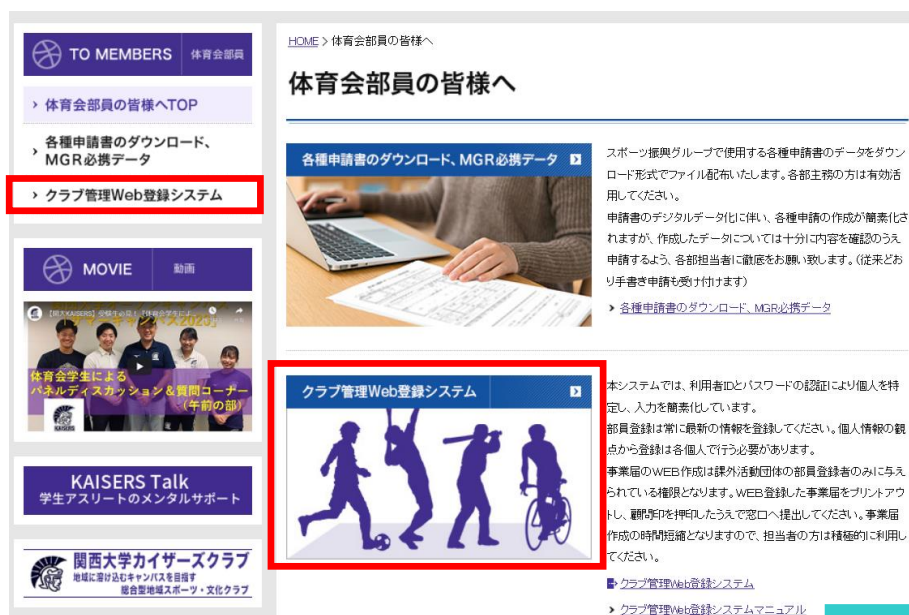 TO MEMBERS 体育会部員
体育会部員の皆様へTOP
各種申請書のダウンロード、
MGR必携データ
クラブ管理Web登録システム
MOVIE 動画
体育会学生による
パネルディスカッション＆質問コーナー
(午前の部)
KAISERS
KAISERS Talk
学生アスリートのメンタルサポート
関西大学カイザーズクラブ
地域に溶け込むキャンパスを目指す
総合型地域スポーツ・文化クラブ
HOME > 体育会部員の皆様へ
体育会部員の皆様へ
各種申請書のダウンロード、MGR必携データ
スポーツ振興グループで使用する各種申請書のデータをダウン
ロード形式でファイル配布いたします。各部主務の方は有効活
用してください。
申請書のデジタルデータ化に伴い、各種申請の作成が簡素化さ
れますが、作成したデータについては十分に内容を確認のうえ
申請するよう、各部担当者に徹底をお願い致します。(従来どお
り手書き申請も受け付けます)
各種申請書のダウンロード、MGR必携データ
クラブ管理Web登録システム
本システムでは、利用者IDとパスワードの認証により個人を特
定し、入力を簡素化しています。
部員登録は常に最新の情報を登録してください。個人情報の観
点から登録は各個人で行う必要があります。
事業届のWEB作成は課外活動団体の部員登録者のみに与え
られている権限となります。WEB登録した事業届をプリントアウ
トし、顧問印を押印したうえで窓口へ提出してください。事業届
作成の時間短縮となりますので、担当者の方は積極的に利用し
てください。
クラブ管理Web登録システム
クラブ管理Web登録システムマニュアル